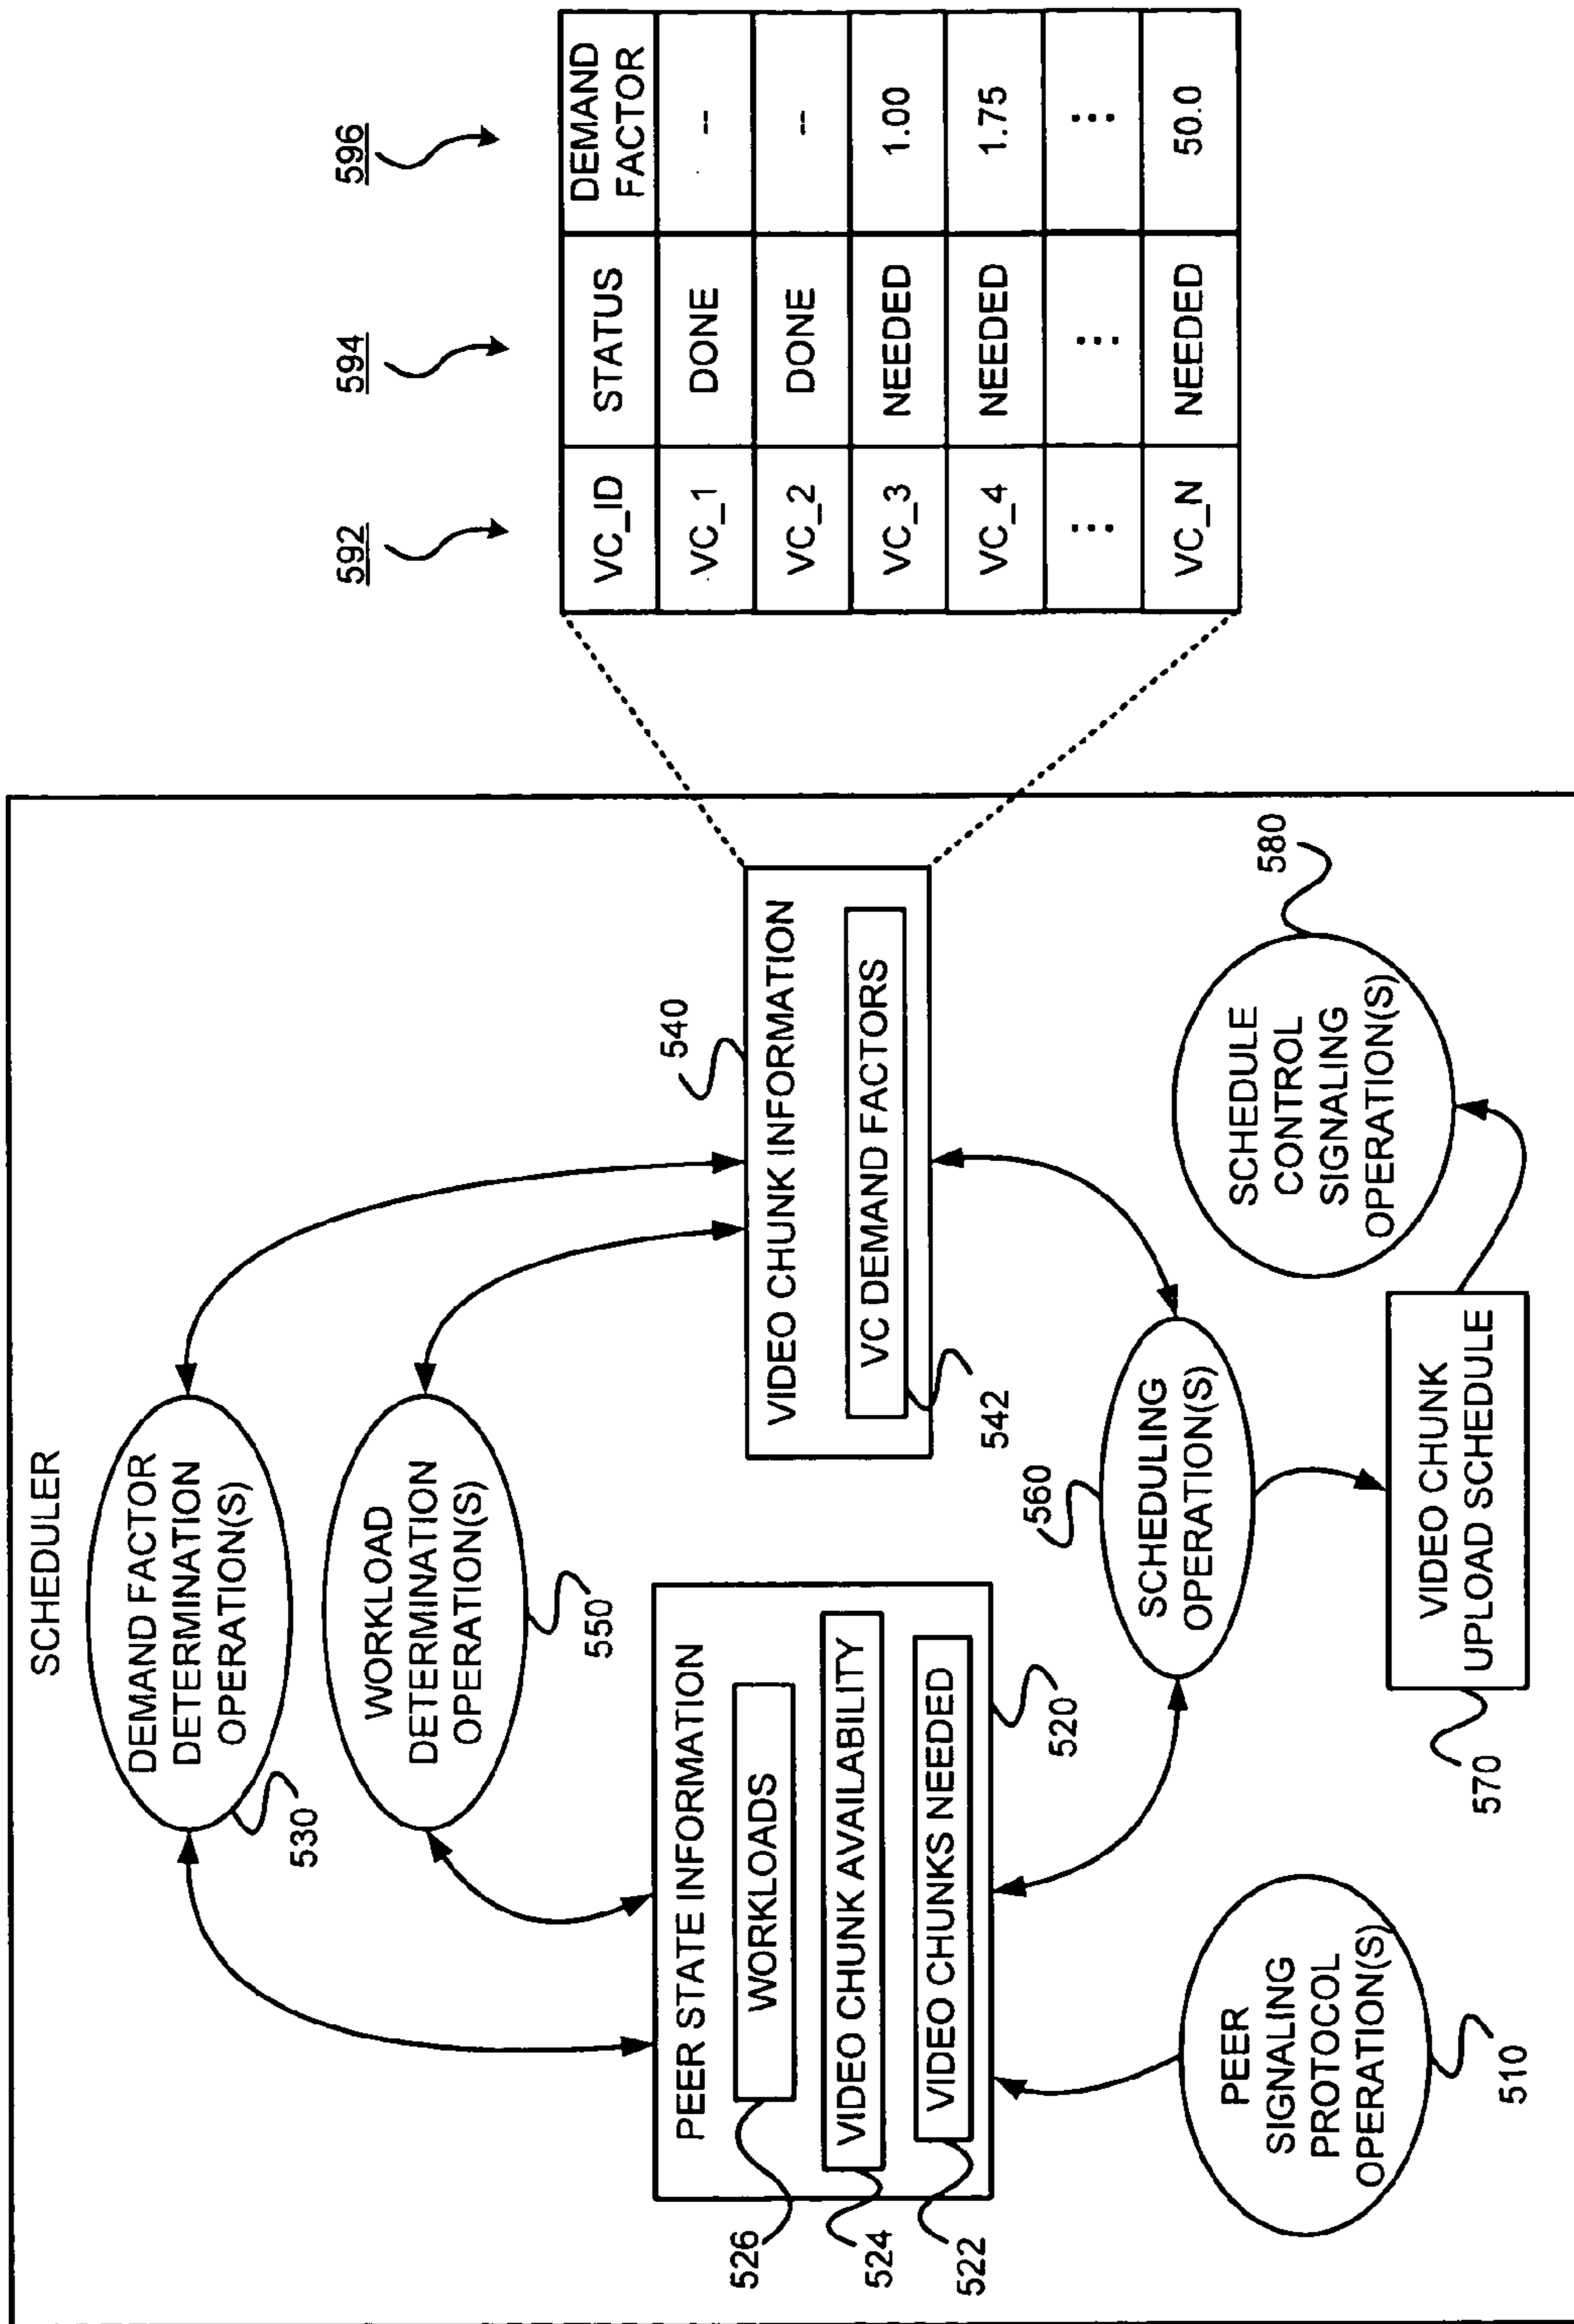 SCHEDULER
DEMAND FACTOR
DETERMINATION
OPERATION(S)
530
WORKLOAD
DETERMINATION
OPERATION(S)
550
PEER STATE INFORMATION
WORKLOADS
VIDEO CHUNK AVAILABILITY
VIDEO CHUNKS NEEDED
526
524
522
520
VIDEO CHUNK INFORMATION
VC DEMAND FACTORS
540
542
PEER
SIGNALING
PROTOCOL
OPERATION(S)
510
SCHEDULING
OPERATION(S)
560
VIDEO CHUNK
UPLOAD SCHEDULE
570
SCHEDULE
CONTROL
SIGNALING
OPERATION(S)
580
592 594 596
VC_ID STATUS DEMAND
FACTOR
VC_1 DONE --
VC_2 DONE --
VC_3 NEEDED 1.00
VC_4 NEEDED 1.75
⋮ ⋮ ⋮
VC_N NEEDED 50.0